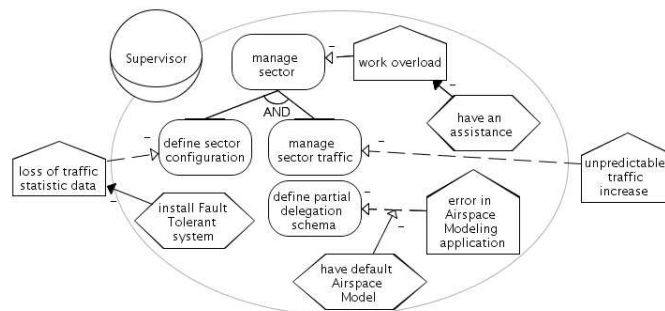 Supervisor
manage
sector
work overload
AND
have an
assistance
define sector
configuration
manage
sector traffic
loss of traffic
statistic data
unpredictable
traffic
increase
define partial
delegation
schema
error in
Airspace
Modeling
application
install Fault
Tolerant
system
have default
Airspace
Model